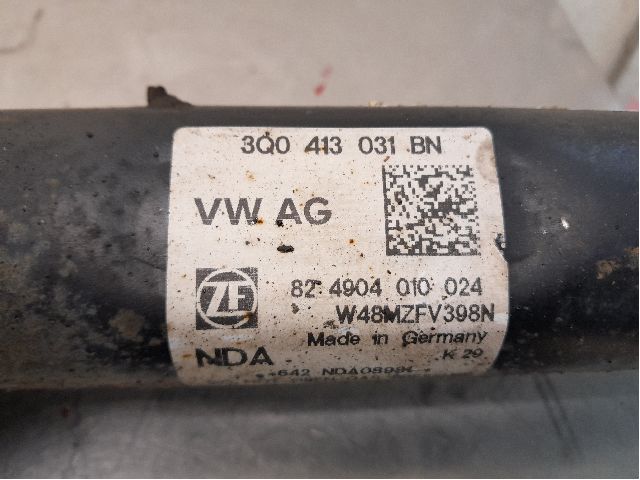 3Q0 413 031 BN
VW AG
ZF
82 4904 010 024
W48MZFV398N
Made in Germany
NDA
K 29